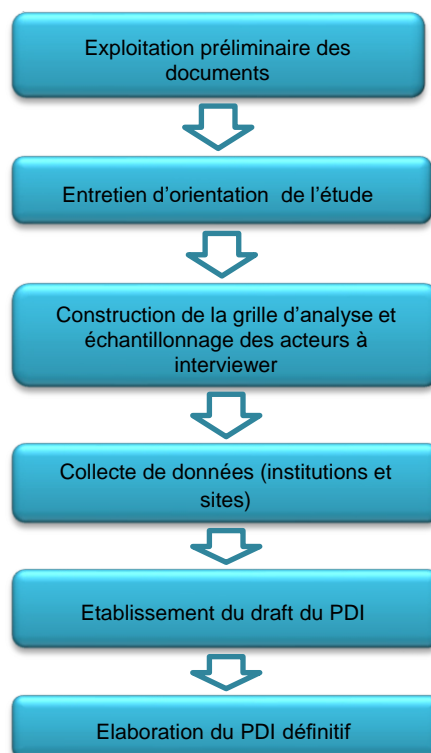 Exploitation préliminaire des
documents
Entretien d’orientation de l’étude
Construction de la grille d’analyse et
échantillonnage des acteurs à
interviewer
Collecte de données (institutions et
sites)
Etablissement du draft du PDI
Elaboration du PDI définitif